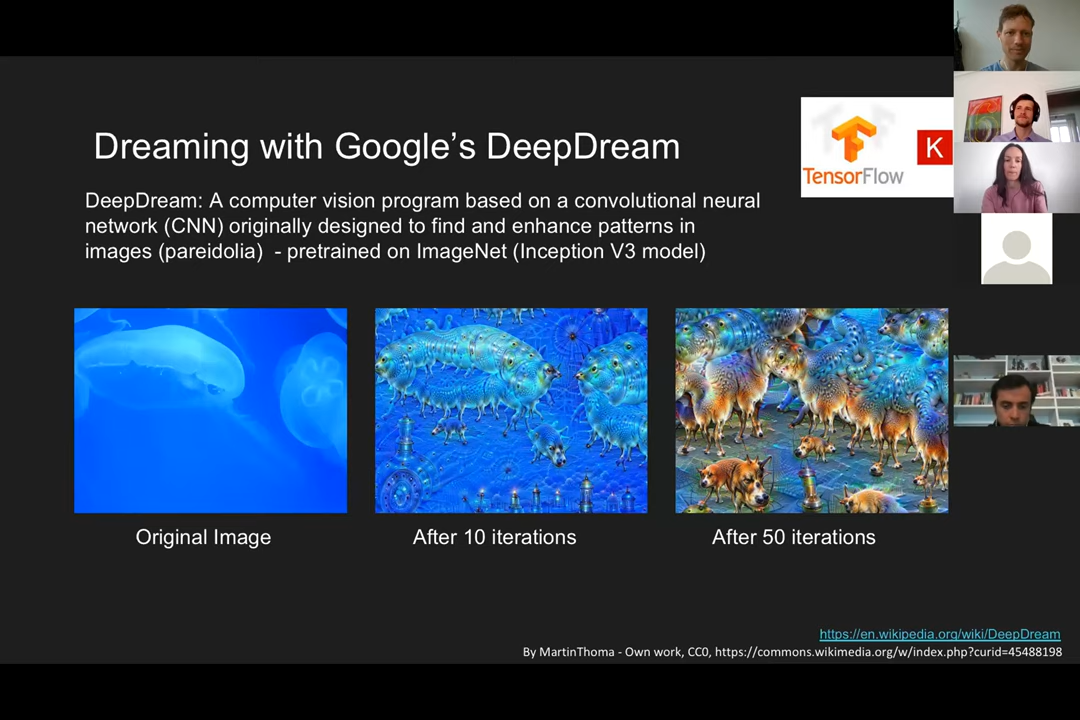 Dreaming with Google’s DeepDream
TensorFlow
K
DeepDream: A computer vision program based on a convolutional neural
network (CNN) originally designed to find and enhance patterns in
images (pareidolia)  - pretrained on ImageNet (Inception V3 model)
Original Image
After 10 iterations
After 50 iterations
https://en.wikipedia.org/wiki/DeepDream
By MartinThoma - Own work, CC0, https://commons.wikimedia.org/w/index.php?curid=45488198